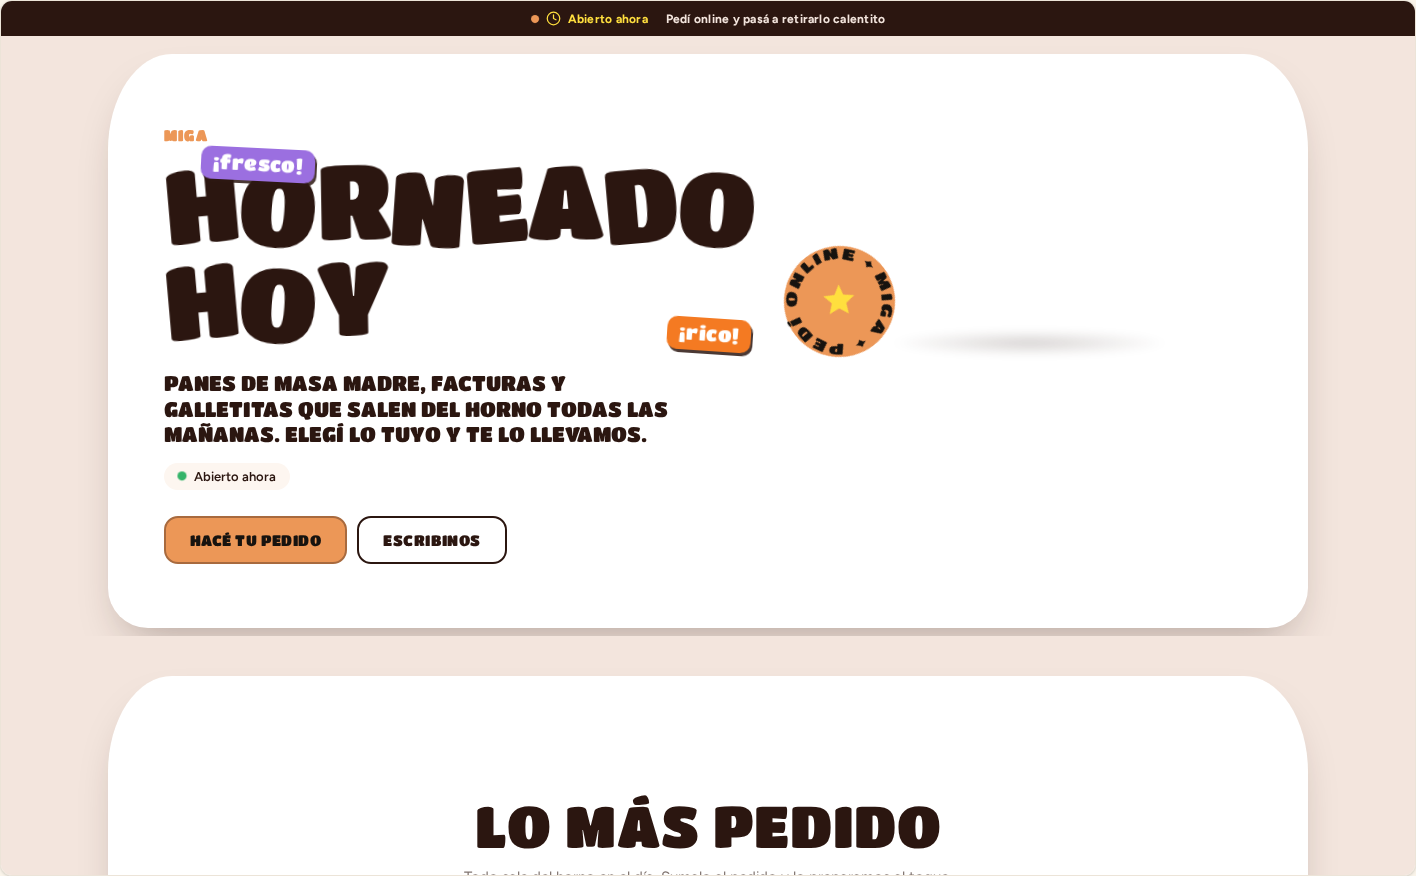 Abierto ahora Pedí online y pasá a retirarlo calentito
MIGA
¡fresco!
HORNEADO
HOY
¡rico!
PEDÍ ONLINE ✦ MIGA ✦
PANES DE MASA MADRE, FACTURAS Y
GALLETITAS QUE SALEN DEL HORNO TODAS LAS
MAÑANAS. ELEGÍ LO TUYO Y TE LO LLEVAMOS.
Abierto ahora
HACÉ TU PEDIDO
ESCRIBINOS
LO MÁS PEDIDO